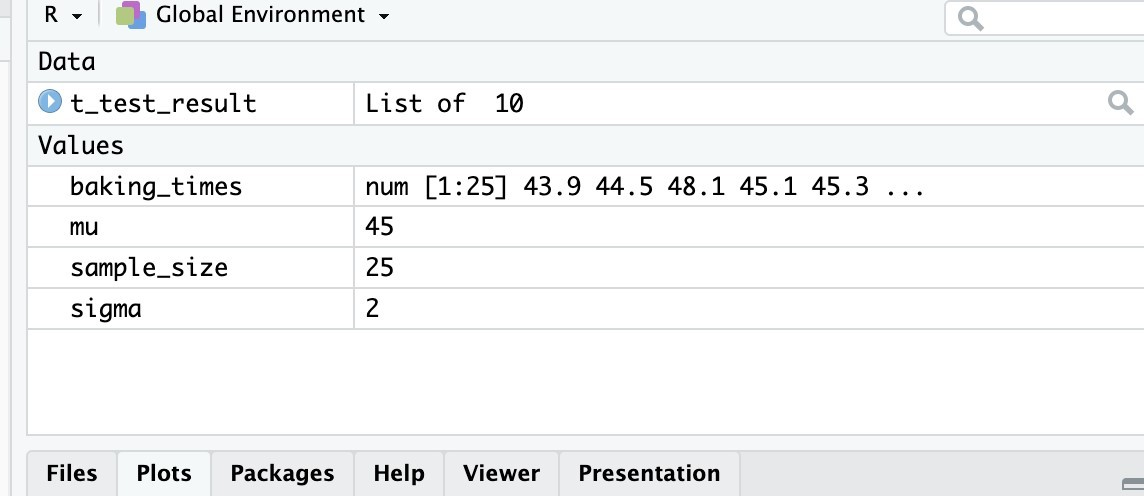 R Global Environment
Data
t_test_result List of  10
Values
baking_times num [1:25] 43.9 44.5 48.1 45.1 45.3 ...
mu 45
sample_size 25
sigma 2
Files Plots Packages Help Viewer Presentation